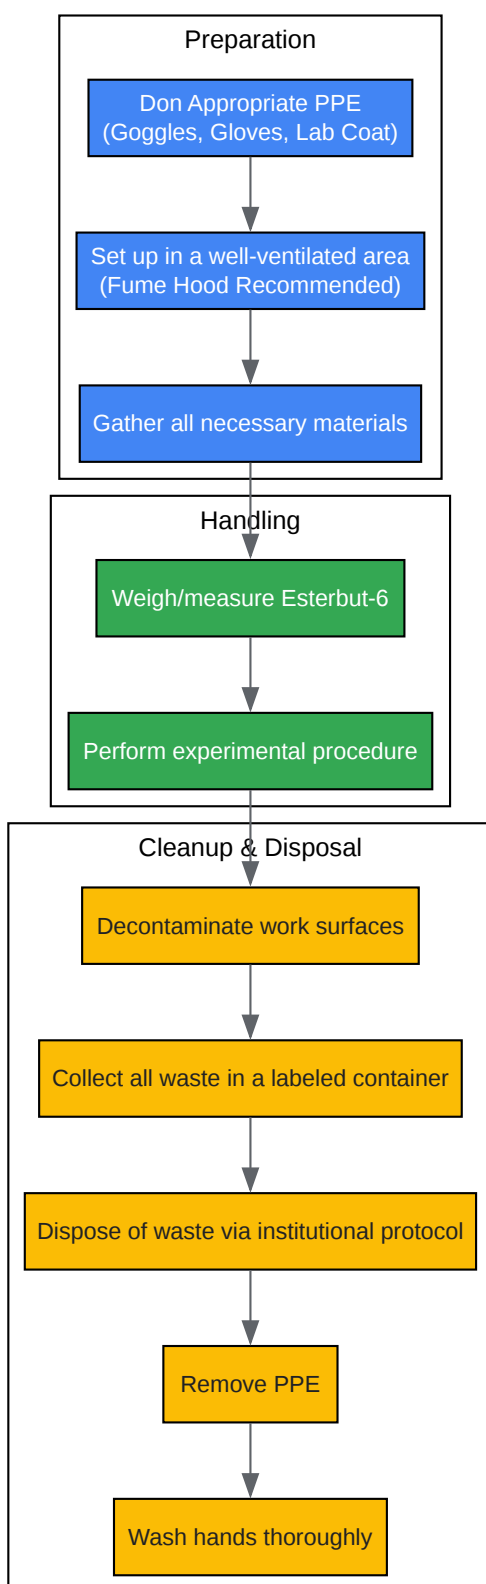 Preparation
Don Appropriate PPE
(Goggles, Gloves, Lab Coat)
Set up in a well-ventilated area
(Fume Hood Recommended)
Gather all necessary materials
Handling
Weigh/measure Esterbut-6
Perform experimental procedure
Cleanup & Disposal
Decontaminate work surfaces
Collect all waste in a labeled container
Dispose of waste via institutional protocol
Remove PPE
Wash hands thoroughly